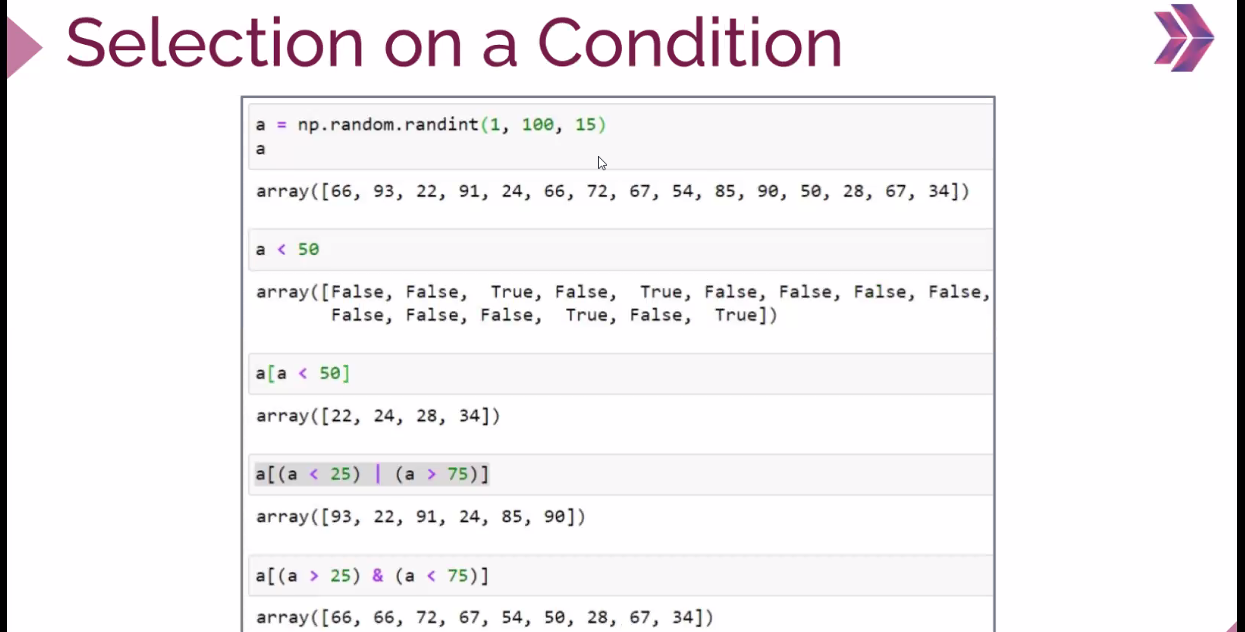 Selection on a Condition
a = np.random.randint(1, 100, 15)
a
array([66, 93, 22, 91, 24, 66, 72, 67, 54, 85, 90, 50, 28, 67, 34])
a < 50
array([False, False,  True, False,  True, False, False, False, False,
       False, False, False,  True, False,  True])
a[a < 50]
array([22, 24, 28, 34])
a[(a < 25) | (a > 75)]
array([93, 22, 91, 24, 85, 90])
a[(a > 25) & (a < 75)]
array([66, 66, 72, 67, 54, 50, 28, 67, 34])